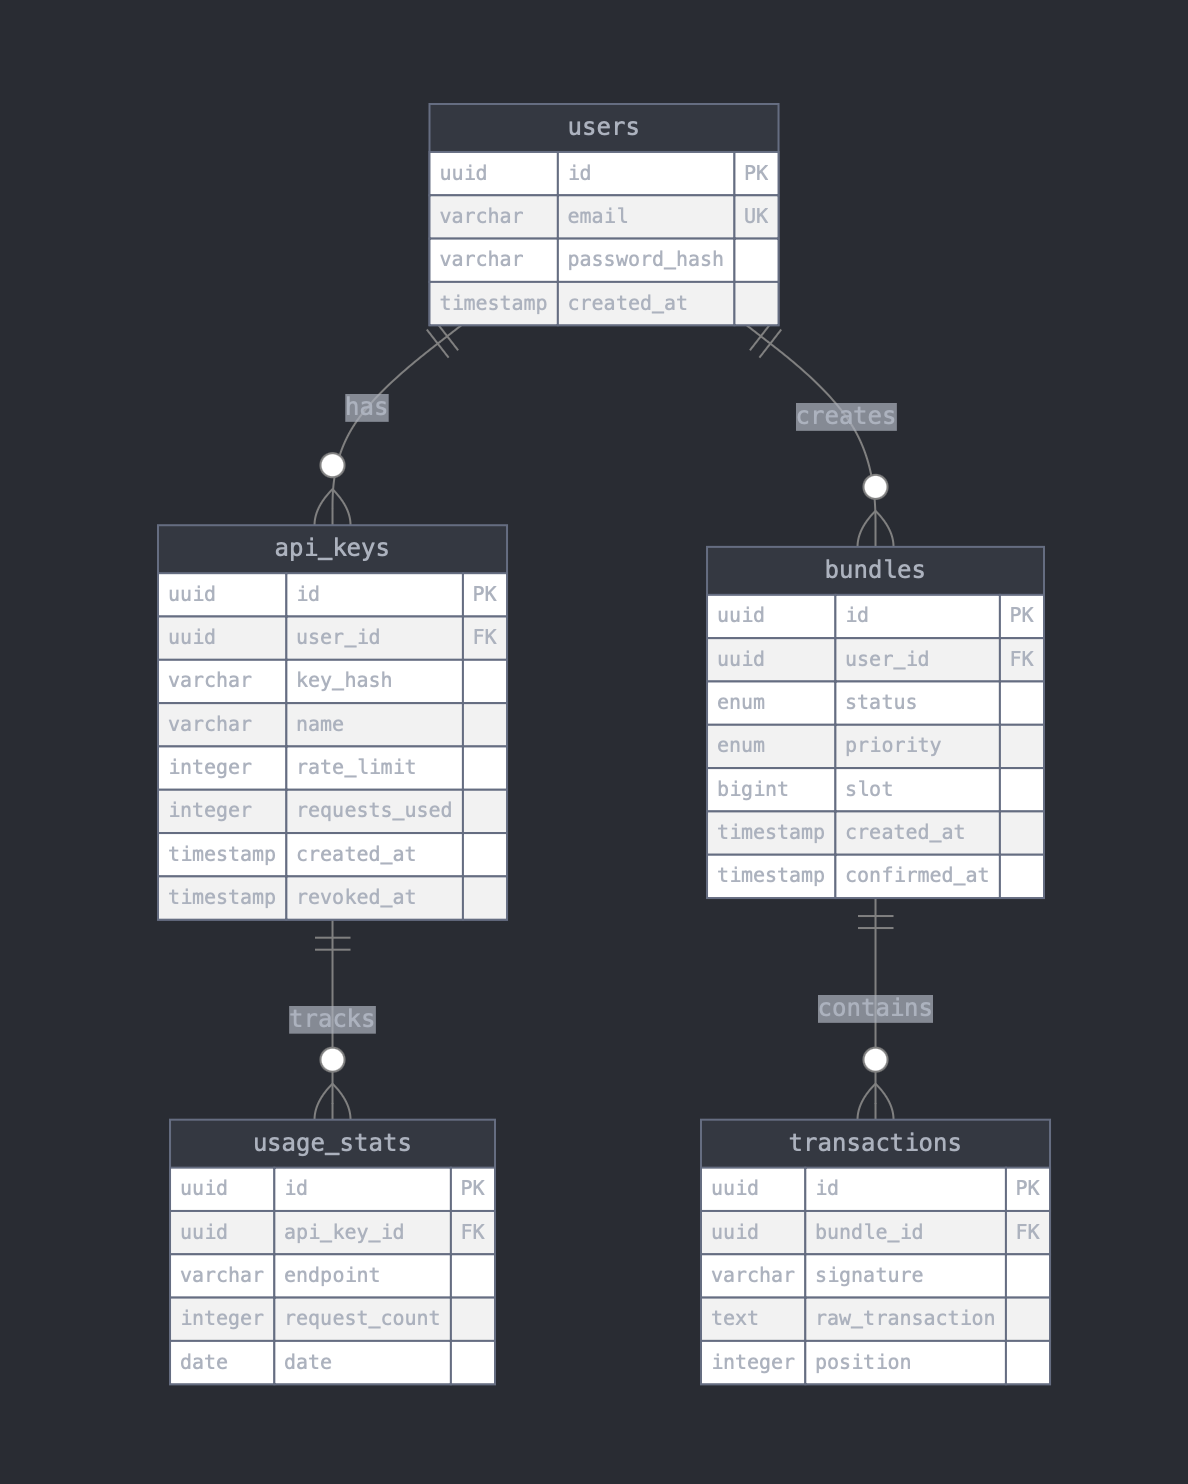 users
uuid id PK
varchar email UK
varchar password_hash
timestamp created_at
has
creates
api_keys
uuid id PK
uuid user_id FK
varchar key_hash
varchar name
integer rate_limit
integer requests_used
timestamp created_at
timestamp revoked_at
bundles
uuid id PK
uuid user_id FK
enum status
enum priority
bigint slot
timestamp created_at
timestamp confirmed_at
tracks
contains
usage_stats
uuid id PK
uuid api_key_id FK
varchar endpoint
integer request_count
date date
transactions
uuid id PK
uuid bundle_id FK
varchar signature
text raw_transaction
integer position